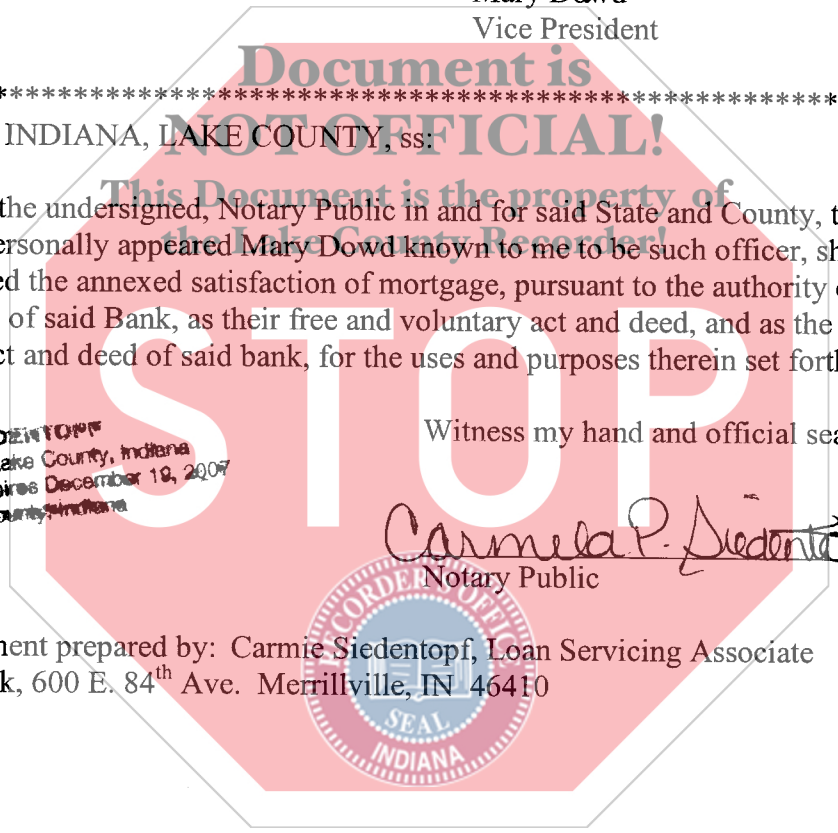 Mary Dowd
Vice President
Document is
****************************************************************
INDIANA, LAKE COUNTY, ss:
NOT OFFICIAL!
This Document is the property of
the undersigned, Notary Public in and for said State and County, t
ersonally appeared Mary Dowd known to me to be such officer, sh
the Lake County Recorder!
ed the annexed satisfaction of mortgage, pursuant to the authority
of said Bank, as their free and voluntary act and deed, and as the
ct and deed of said bank, for the uses and purposes therein set forth
STOP
DENTOPF
ake County, Indiana
pires December 19, 2007
ounty, Indiana
Witness my hand and official sea
Carmela P. Siedento
Notary Public
RECORDER'S OFFICE
ment prepared by: Carmie Siedentopf, Loan Servicing Associate
k, 600 E. 84th Ave. Merrillville, IN 46410
SEAL
INDIANA